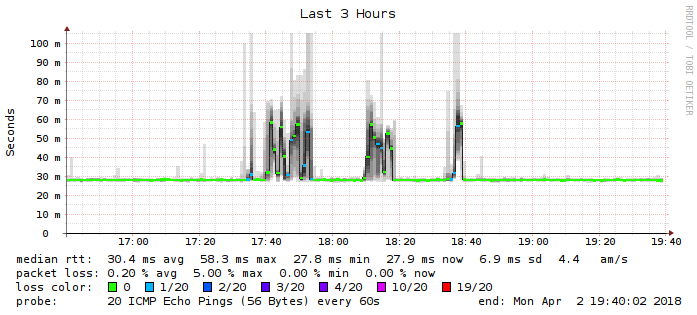 Last 3 Hours
RRDTOOL / TOBI OETIKER
Seconds
100 m
90 m
80 m
70 m
60 m
50 m
40 m
30 m
20 m
10 m
0
17:00 17:20 17:40 18:00 18:20 18:40 19:00 19:20 19:40
median rtt: 30.4 ms avg 58.3 ms max 27.8 ms min 27.9 ms now 6.9 ms sd 4.4 am/s
packet loss: 0.20 % avg 5.00 % max 0.00 % min 0.00 % now
loss color: 0 1/20 2/20 3/20 4/20 10/20 19/20
probe: 20 ICMP Echo Pings (56 Bytes) every 60s end: Mon Apr 2 19:40:02 2018